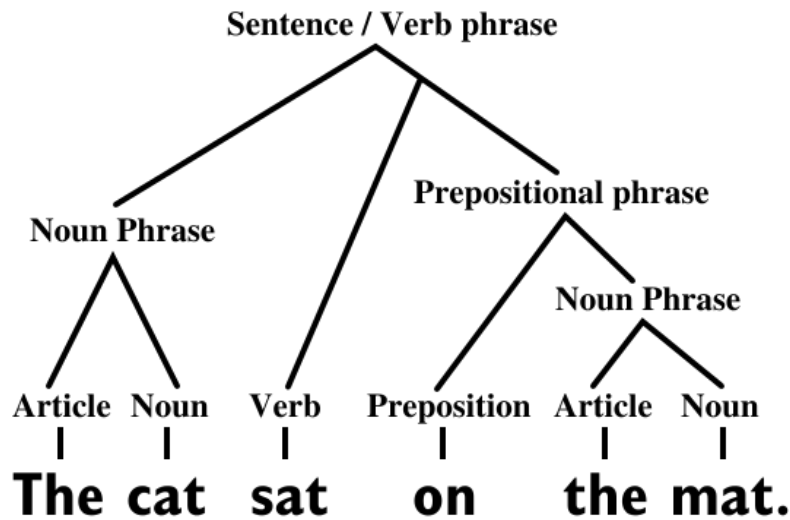 Sentence / Verb phrase
Prepositional phrase
Noun Phrase
Noun Phrase
Article Noun Verb Preposition Article Noun
The cat sat on the mat.